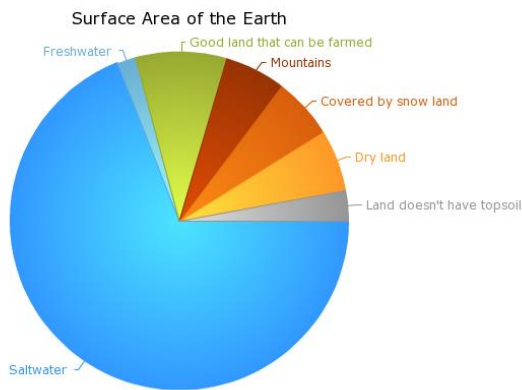 Surface Area of the Earth
Freshwater
Good land that can be farmed
Mountains
Covered by snow land
Dry land
Land doesn't have topsoil
Saltwater